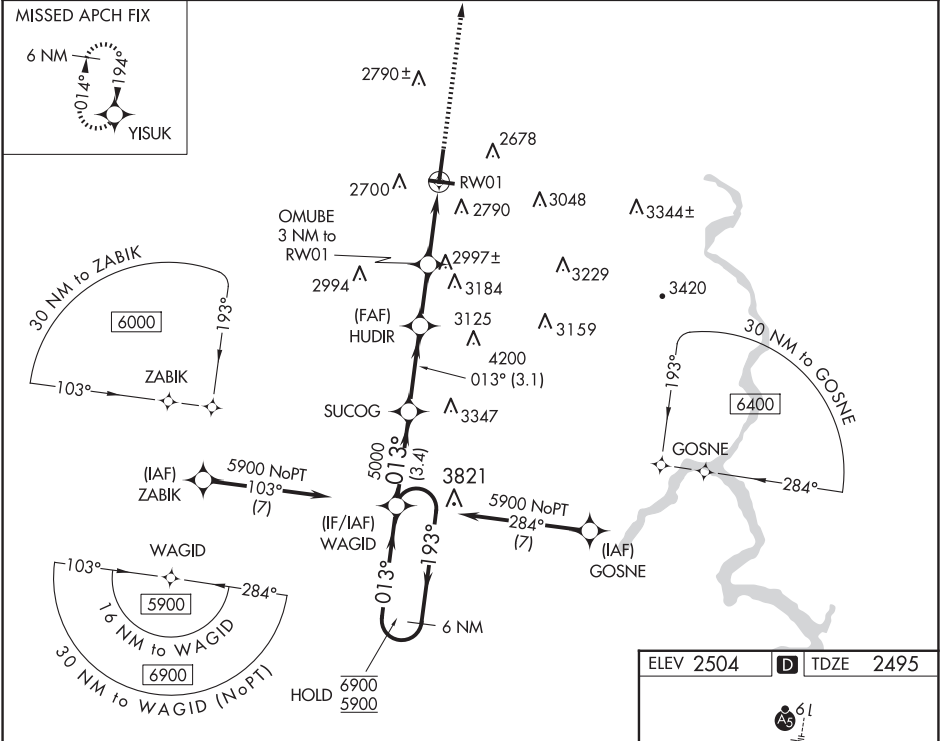 MISSED APCH FIX
6 NM
014°
194°
YISUK
2790±
2678
2700
RW01
OMUBE
3 NM to
RW01
2790
3048
3344±
2997±
2994
3184
3229
3420
(FAF)
HUDIR
3125
3159
4200
013° (3.1)
30 NM to ZABIK
6000
193°
103°
ZABIK
30 NM to GOSNE
193°
6400
GOSNE
284°
SUCOG
3347
5000
013°
(3.4)
3821
(IAF)
ZABIK
5900 NoPT
103°
(7)
(IF/IAF)
WAGID
5900 NoPT
284°
(7)
(IAF)
GOSNE
013°
193°
6 NM
HOLD
6900
5900
WAGID
103°
284°
5900
16 NM to WAGID
6900
30 NM to WAGID (NoPT)
ELEV 2504
D
TDZE 2495
A5